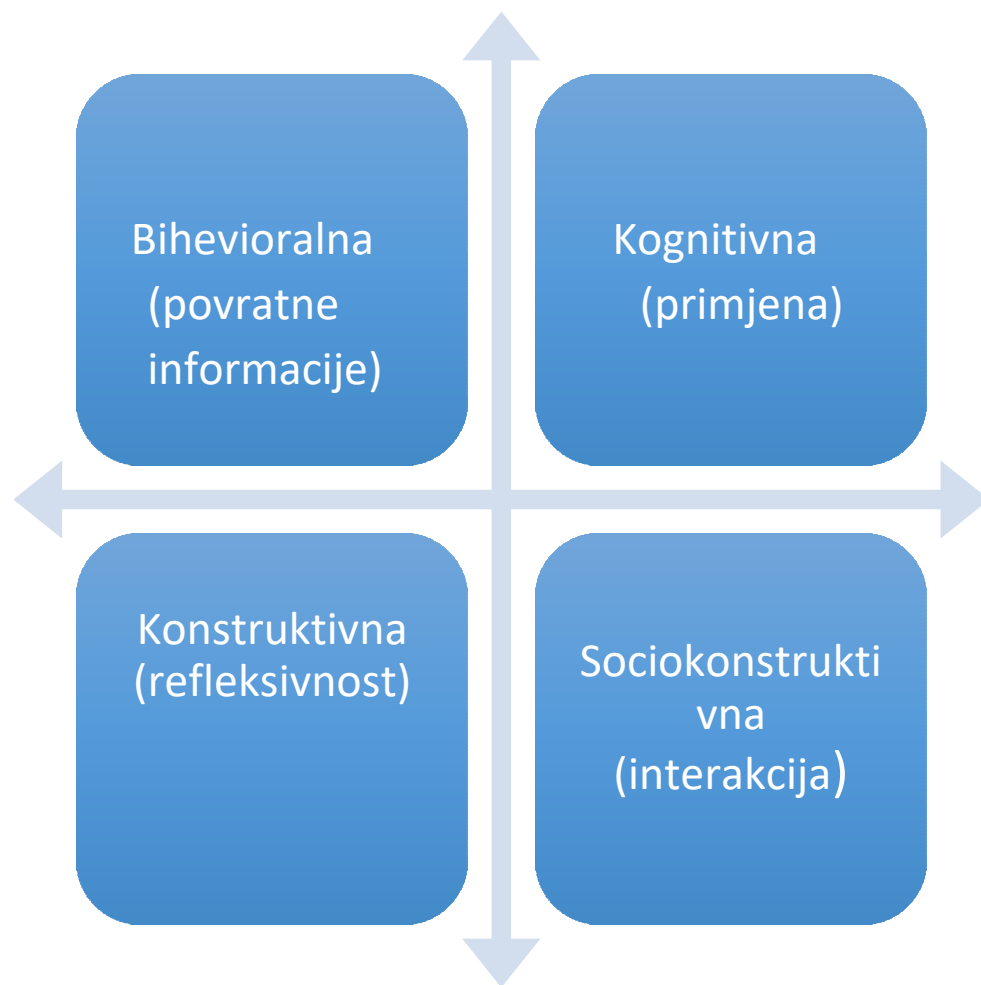 Bihevioralna
(povratne
informacije)
Kognitivna
(primjena)
Konstruktivna
(refleksivnost)
Sociokonstrukti
vna
(interakcija)